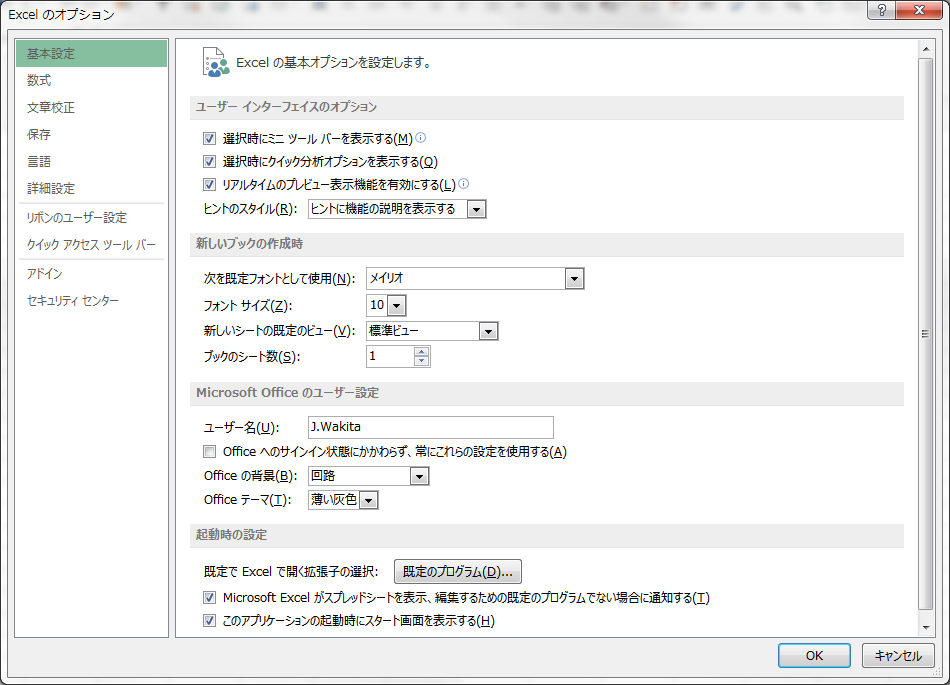 Excel のオプション
?
基本設定
数式
文章校正
保存
言語
詳細設定
リボンのユーザー設定
クイック アクセス ツール バー
アドイン
セキュリティ センター
Excel の基本オプションを設定します。
ユーザー インターフェイスのオプション
選択時にミニ ツール バーを表示する(M)
選択時にクイック分析オプションを表示する(Q)
リアルタイムのプレビュー表示機能を有効にする(L)
ヒントのスタイル(R): ヒントに機能の説明を表示する
新しいブックの作成時
次を既定フォントとして使用(N): メイリオ
フォント サイズ(Z): 10
新しいシートの既定のビュー(V): 標準ビュー
ブックのシート数(S): 1
Microsoft Office のユーザー設定
ユーザー名(U): J.Wakita
Office へのサインイン状態にかかわらず、常にこれらの設定を使用する(A)
Office の背景(B): 回路
Office テーマ(T): 薄い灰色
起動時の設定
既定で Excel で開く拡張子の選択: 既定のプログラム(D)...
Microsoft Excel がスプレッドシートを表示、編集するための既定のプログラムでない場合に通知する(T)
このアプリケーションの起動時にスタート画面を表示する(H)
OK キャンセル